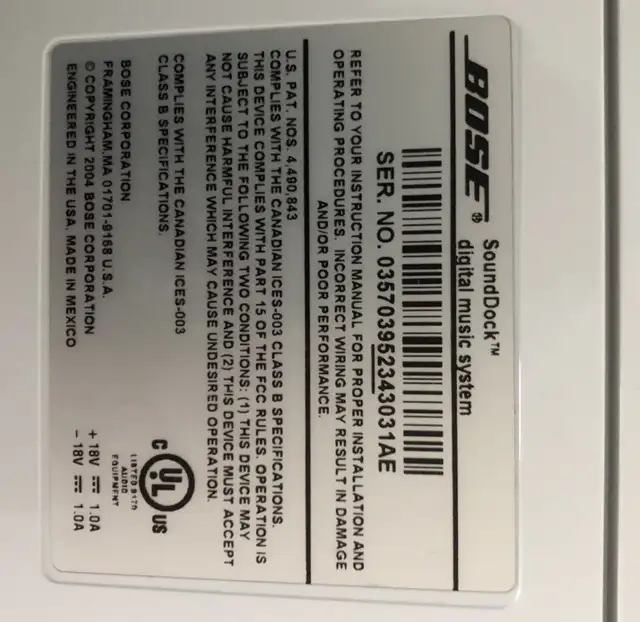 BOSE®
SoundDock™
digital music system
SER. NO. 035703952343031AE
REFER TO YOUR INSTRUCTION MANUAL FOR PROPER INSTALLATION AND
OPERATING PROCEDURES. INCORRECT WIRING MAY RESULT IN DAMAGE
AND/OR POOR PERFORMANCE.
U.S. PAT. NOS. 4,490,843
COMPLIES WITH THE CANADIAN ICES-003 CLASS B SPECIFICATIONS.
THIS DEVICE COMPLIES WITH PART 15 OF THE FCC RULES. OPERATION IS
SUBJECT TO THE FOLLOWING TWO CONDITIONS: (1) THIS DEVICE MAY
NOT CAUSE HARMFUL INTERFERENCE AND (2) THIS DEVICE MUST ACCEPT
ANY INTERFERENCE WHICH MAY CAUSE UNDESIRED OPERATION.
COMPLIES WITH THE CANADIAN ICES-003
CLASS B SPECIFICATIONS.
C UL US
LISTED 917D
AUDIO
EQUIPMENT
BOSE CORPORATION
FRAMINGHAM,MA 01701-9168 U.S.A.
© COPYRIGHT 2004 BOSE CORPORATION
ENGINEERED IN THE USA, MADE IN MEXICO
+ 18V ⎓ 1.0A
– 18V ⎓ 1.0A